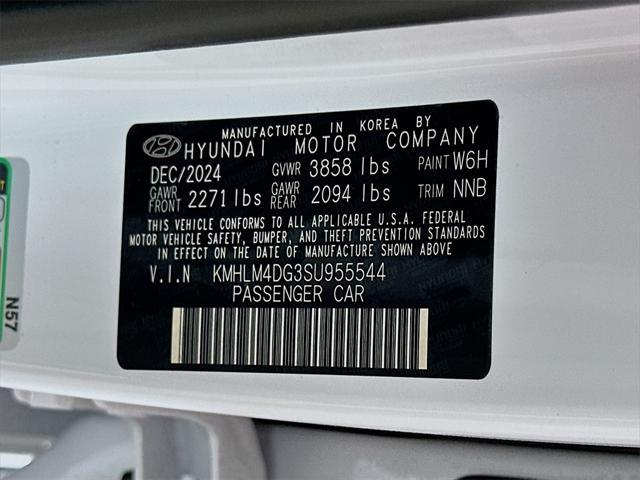 MANUFACTURED IN KOREA BY
HYUNDAI MOTOR COMPANY
DEC/2024 GVWR 3858 lbs PAINT W6H
GAWR FRONT 2271 lbs GAWR REAR 2094 lbs TRIM NNB
THIS VEHICLE CONFORMS TO ALL APPLICABLE U.S.A. FEDERAL
MOTOR VEHICLE SAFETY, BUMPER, AND THEFT PREVENTION STANDARDS
IN EFFECT ON THE DATE OF MANUFACTURE SHOWN ABOVE
V.I.N KMHLM4DG3SU955544
PASSENGER CAR
N57